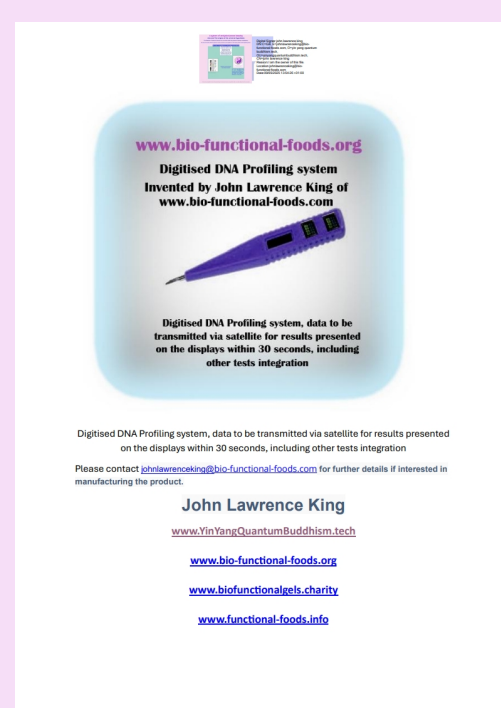 www.bio-functional-foods.org
Digitised DNA Profiling system
Invented by John Lawrence King of
www.bio-functional-foods.com
Digitised DNA Profiling system, data to be
transmitted via satellite for results presented
on the displays within 30 seconds, including
other tests integration
Digitised DNA Profiling system, data to be transmitted via satellite for results presented
on the displays within 30 seconds, including other tests integration
Please contact johnlawrenceking@bio-functional-foods.com for further details if interested in
manufacturing the product.
John Lawrence King
www.YinYangQuantumBuddhism.tech
www.bio-functional-foods.org
www.biofunctionalgels.charity
www.functional-foods.info